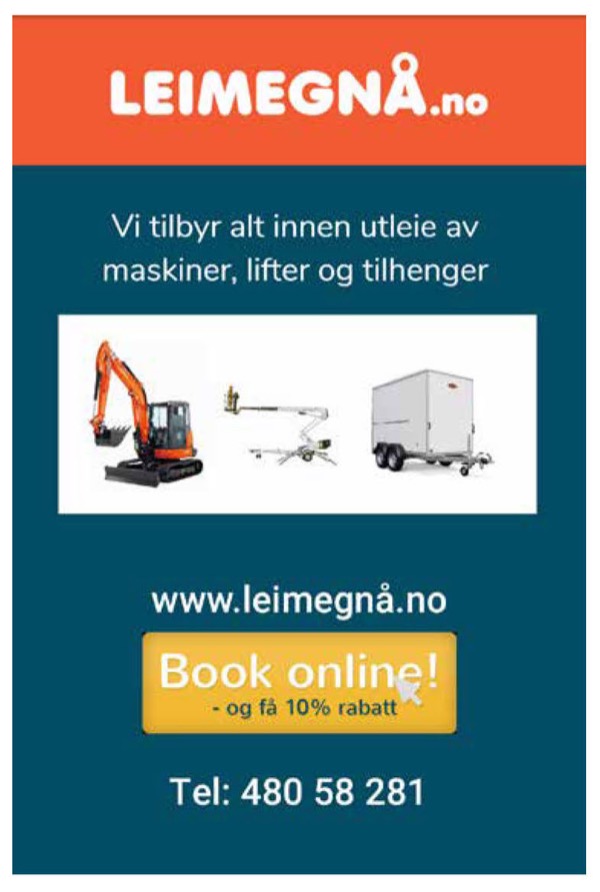 LEIMEGNÅ.no
Vi tilbyr alt innen utleie av
maskiner, lifter og tilhenger
www.leimegnå.no
Book online!
- og få 10% rabatt
Tel: 480 58 281